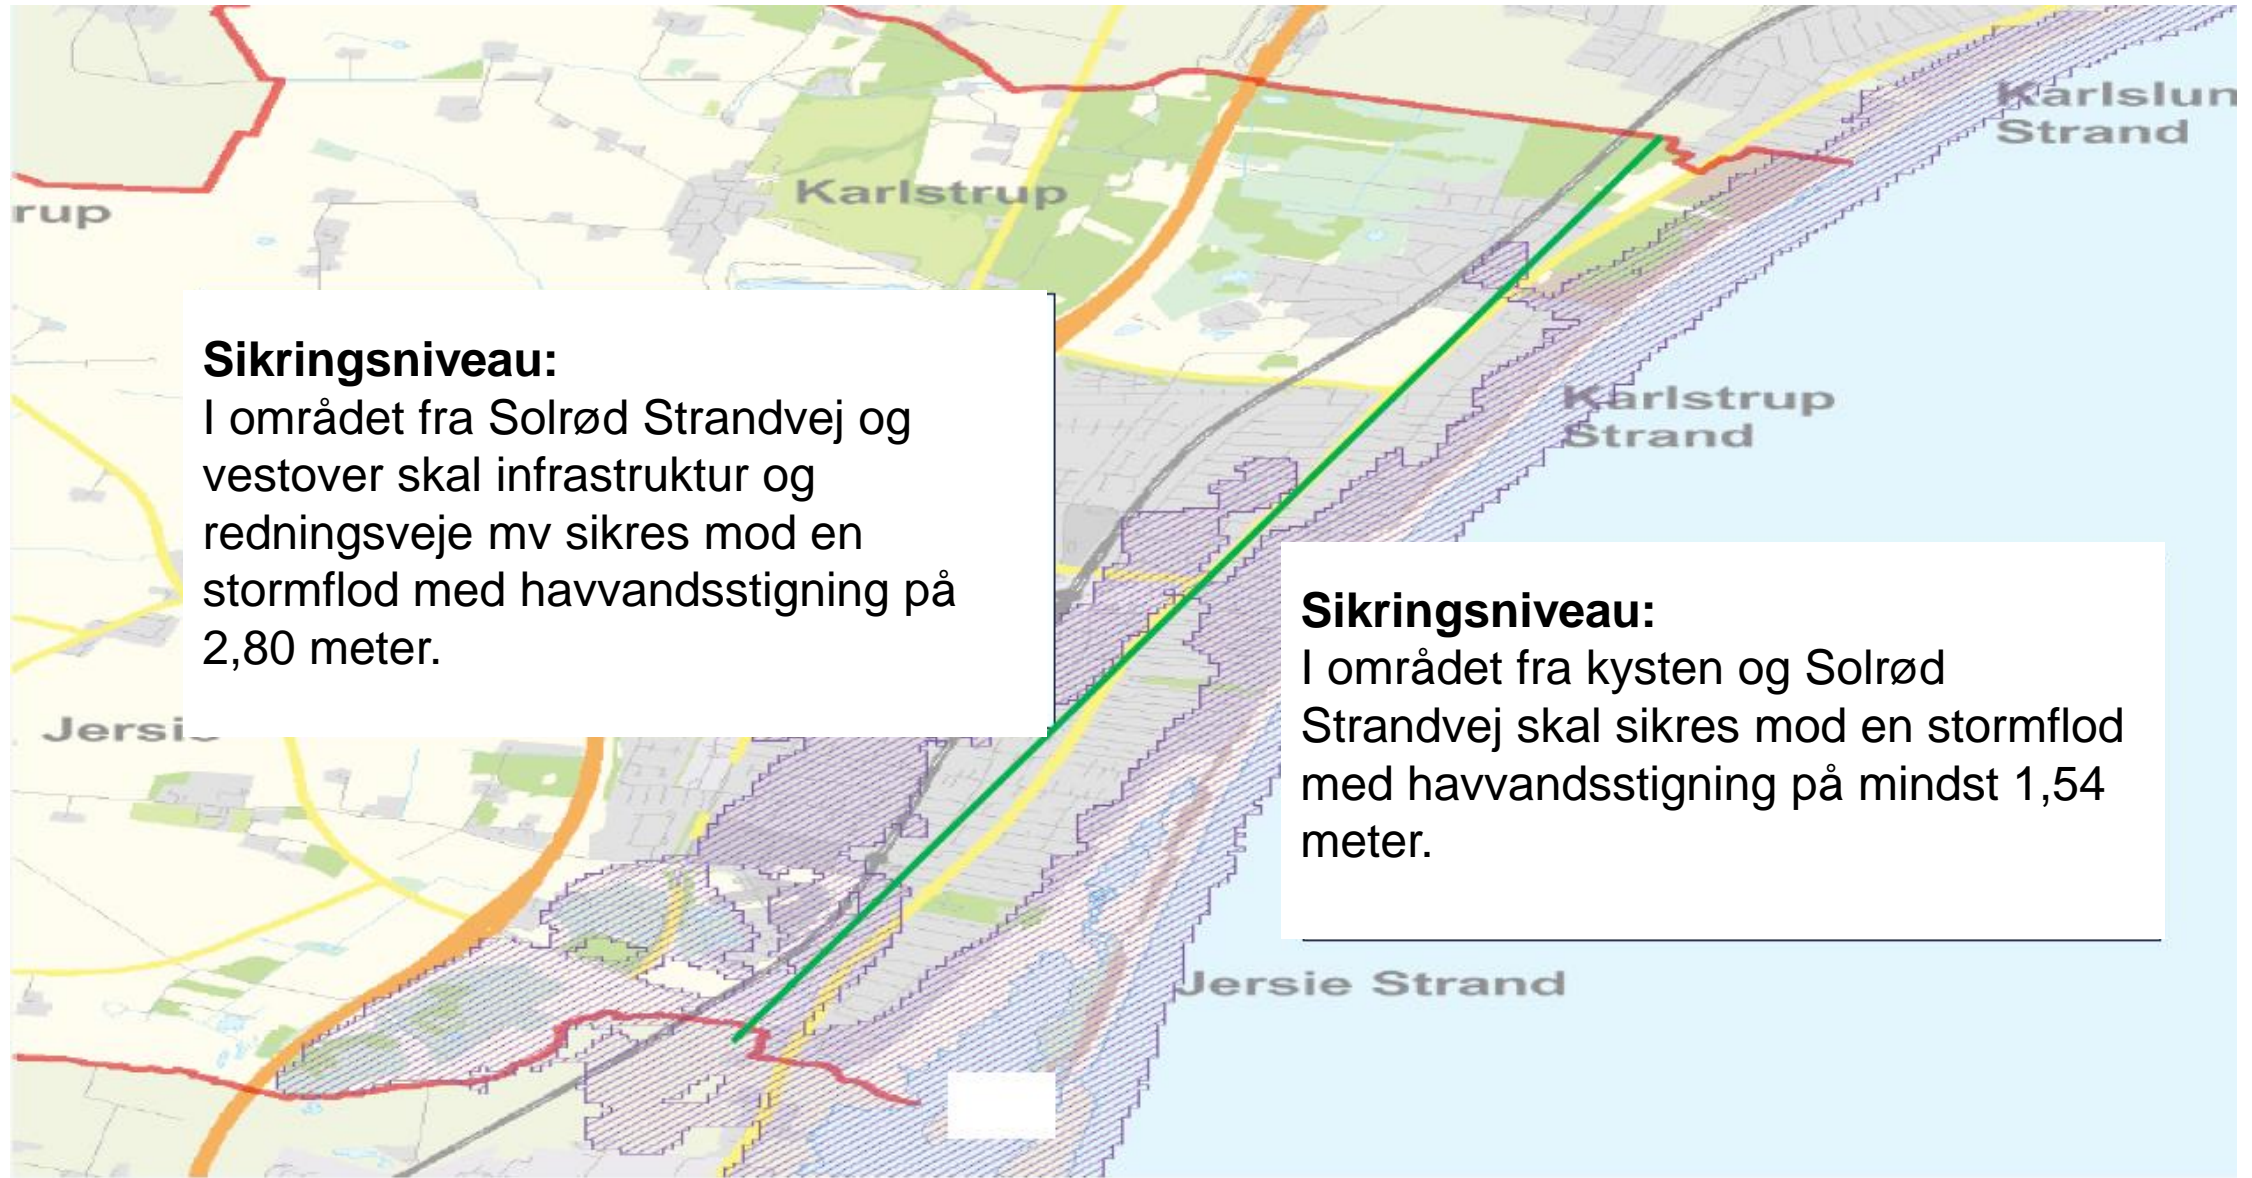 Karlslun
Strand
Karlstrup
rup
Sikringsniveau:
I området fra Solrød Strandvej og
vestover skal infrastruktur og
redningsveje mv sikres mod en
stormflod med havvandsstigning på
2,80 meter.
Karlstrup
Strand
Sikringsniveau:
I området fra kysten og Solrød
Strandvej skal sikres mod en stormflod
med havvandsstigning på mindst 1,54
meter.
Jersie
Jersie Strand